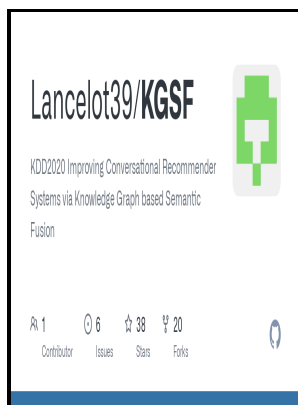 Lancelot39/KGSF
KDD2020 Improving Conversational Recommender
Systems via Knowledge Graph based Semantic
Fusion
1 6 38 20
Contributor Issues Stars Forks